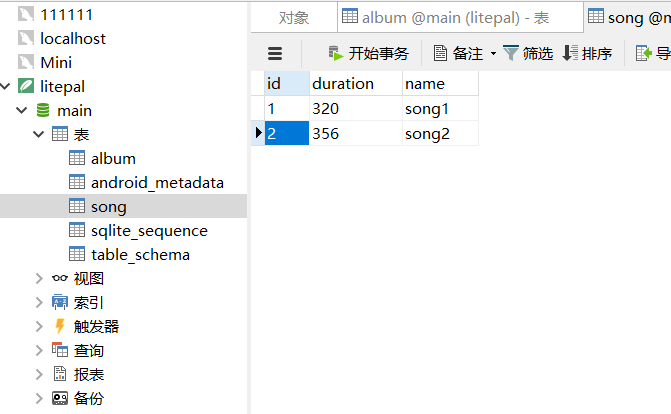 111111
localhost
Mini
litepal
main
表
album
android_metadata
song
sqlite_sequence
table_schema
视图
索引
触发器
查询
报表
备份
对象 album @main (litepal) - 表 song @m
开始事务 备注 筛选 排序 导
id duration name
1 320 song1
2 356 song2